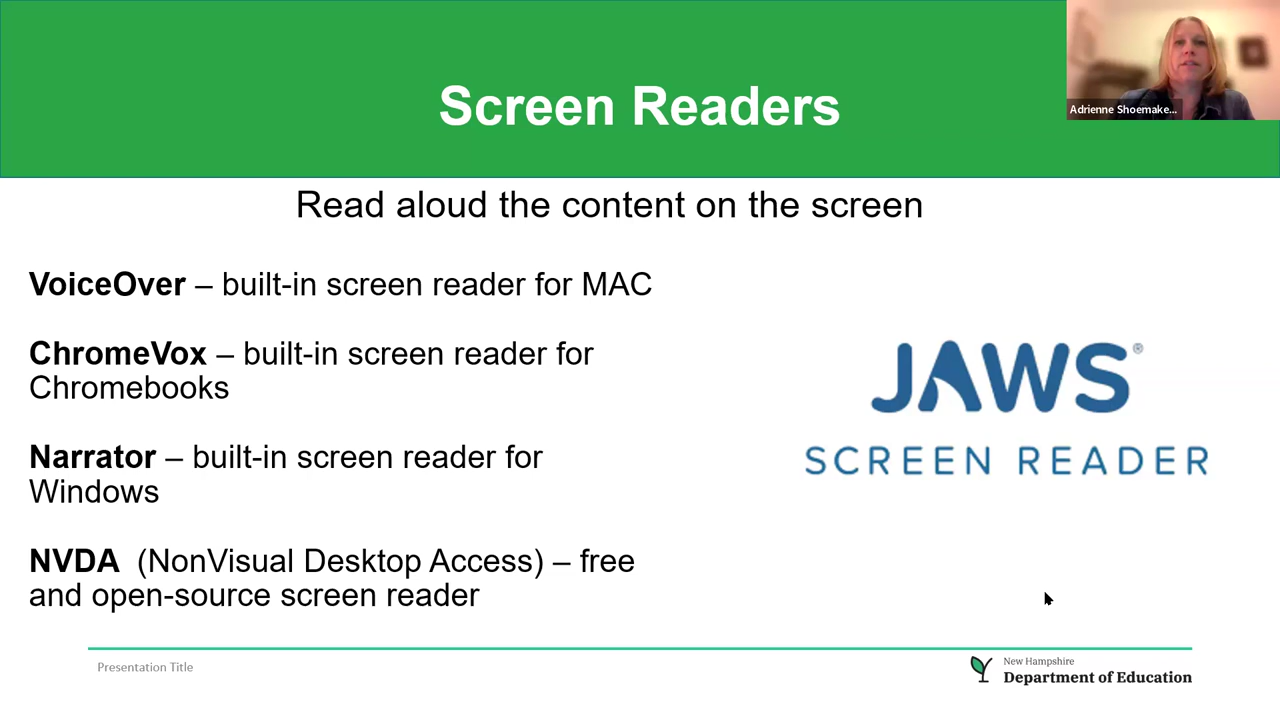 Screen Readers
Adrienne Shoemake...
Read aloud the content on the screen
VoiceOver – built-in screen reader for MAC
ChromeVox – built-in screen reader for
Chromebooks
Narrator – built-in screen reader for
Windows
NVDA  (NonVisual Desktop Access) – free
and open-source screen reader
JAWS®
SCREEN READER
Presentation Title
New Hampshire
Department of Education